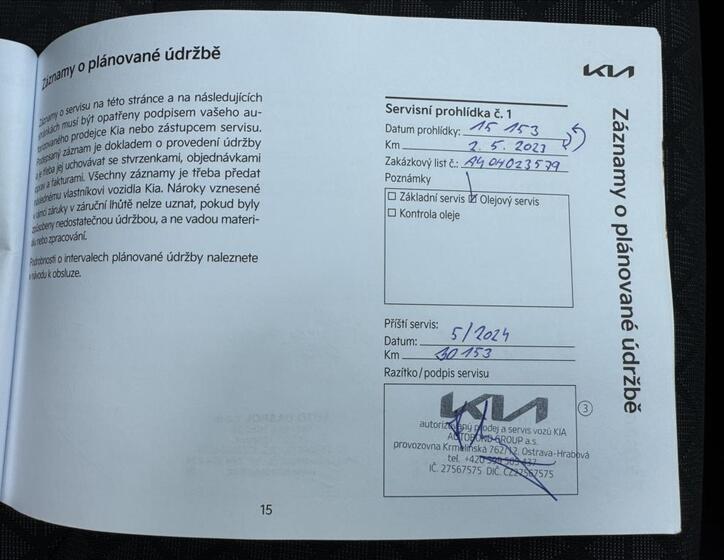 Záznamy o plánované údržbě
Záznamy o servisu na této stránce a na následujících
stránkách musí být opatřeny podpisem vašeho au-
torizovaného prodejce Kia nebo zástupcem servisu.
Podepsaný záznam je dokladem o provedení údržby
a je třeba jej uchovávat se stvrzenkami, objednávkami
oprav a fakturami. Všechny záznamy je třeba předat
následnému vlastníkovi vozidla Kia. Nároky vznesené
v rámci záruky v záruční lhůtě nelze uznat, pokud byly
způsobeny nedostatečnou údržbou, a ne vadou materi-
álu nebo zpracování.
Podrobnosti o intervalech plánované údržby naleznete
v návodu k obsluze.
15
KIA
Servisní prohlídka č. 1
Datum prohlídky: 15 153
Km 2. 5. 2023
Zakázkový list č.: A404023579
Poznámky
☐ Základní servis ☑ Olejový servis
☐ Kontrola oleje
Příští servis:
Datum: 5/2024
Km 30 153
Razítko/podpis servisu
KIA
autorizovaný prodej a servis vozů KIA
AUTOFUND GROUP a.s.
provozovna Krmelínská 762/12, Ostrava-Hrabová
tel. +420
IČ. 27567575 DIČ. CZ27567575
3
Záznamy o plánované údržbě